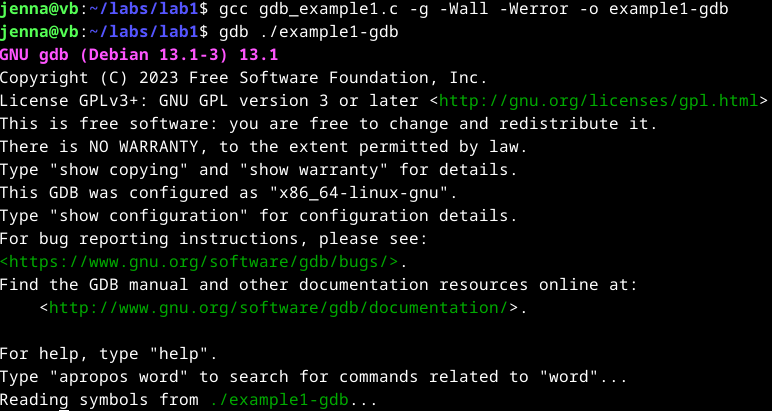 jenna@vb:~/labs/lab1$ gcc gdb_example1.c -g -Wall -Werror -o example1-gdb
jenna@vb:~/labs/lab1$ gdb ./example1-gdb
GNU gdb (Debian 13.1-3) 13.1
Copyright (C) 2023 Free Software Foundation, Inc.
License GPLv3+: GNU GPL version 3 or later <http://gnu.org/licenses/gpl.html>
This is free software: you are free to change and redistribute it.
There is NO WARRANTY, to the extent permitted by law.
Type "show copying" and "show warranty" for details.
This GDB was configured as "x86_64-linux-gnu".
Type "show configuration" for configuration details.
For bug reporting instructions, please see:
<https://www.gnu.org/software/gdb/bugs/>.
Find the GDB manual and other documentation resources online at:
    <http://www.gnu.org/software/gdb/documentation/>.

For help, type "help".
Type "apropos word" to search for commands related to "word"...
Reading symbols from ./example1-gdb...